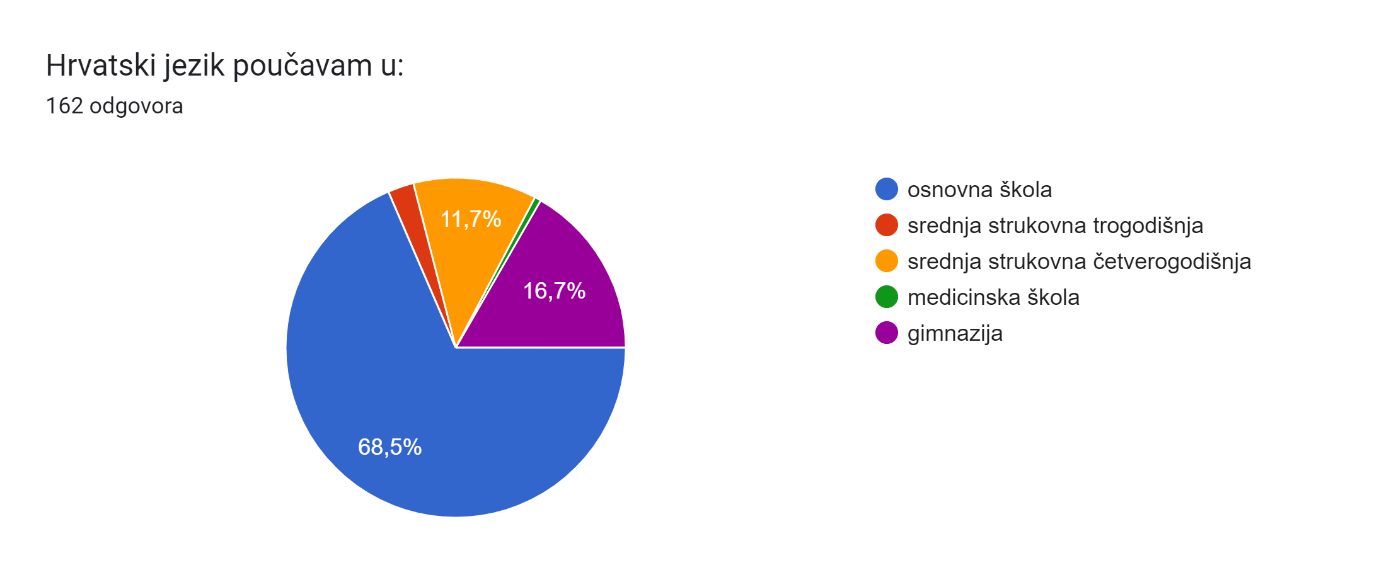 Hrvatski jezik poučavam u:
162 odgovora
11,7%
16,7%
68,5%
osnovna škola
srednja strukovna trogodišnja
srednja strukovna četverogodišnja
medicinska škola
gimnazija